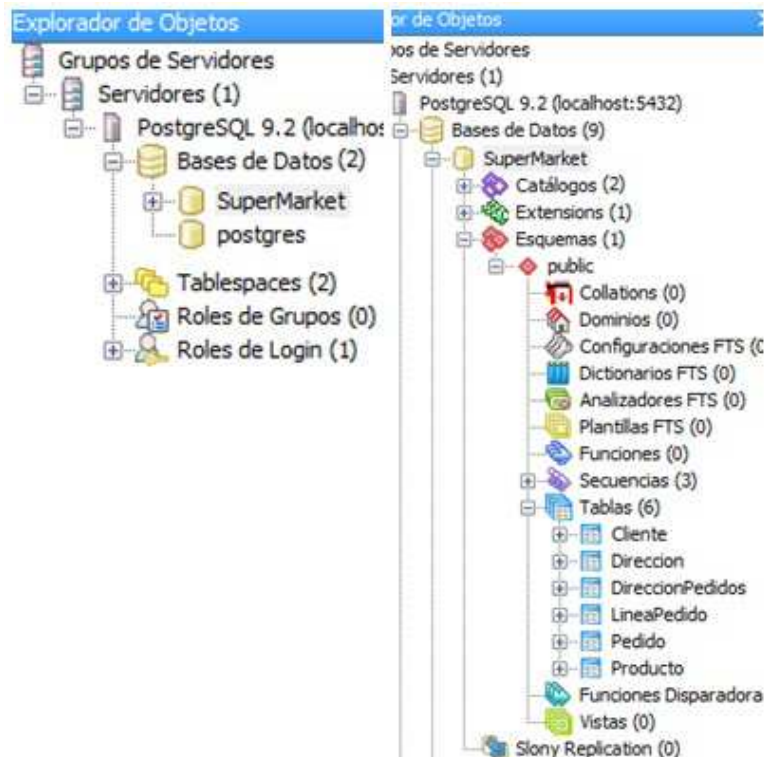 Explorador de Objetos
Grupos de Servidores
Servidores (1)
PostgreSQL 9.2 (localhos
Bases de Datos (2)
SuperMarket
postgres
Tablespaces (2)
Roles de Grupos (0)
Roles de Login (1)
or de Objetos
pos de Servidores
Servidores (1)
PostgreSQL 9.2 (localhost:5432)
Bases de Datos (9)
SuperMarket
Catálogos (2)
Extensions (1)
Esquemas (1)
public
Collations (0)
Dominios (0)
Configuraciones FTS (0
Dictionarios FTS (0)
Analizadores FTS (0)
Plantillas FTS (0)
Funciones (0)
Secuencias (3)
Tablas (6)
Cliente
Direccion
DireccionPedidos
LineaPedido
Pedido
Producto
Funciones Disparadora
Vistas (0)
Slony Replication (0)